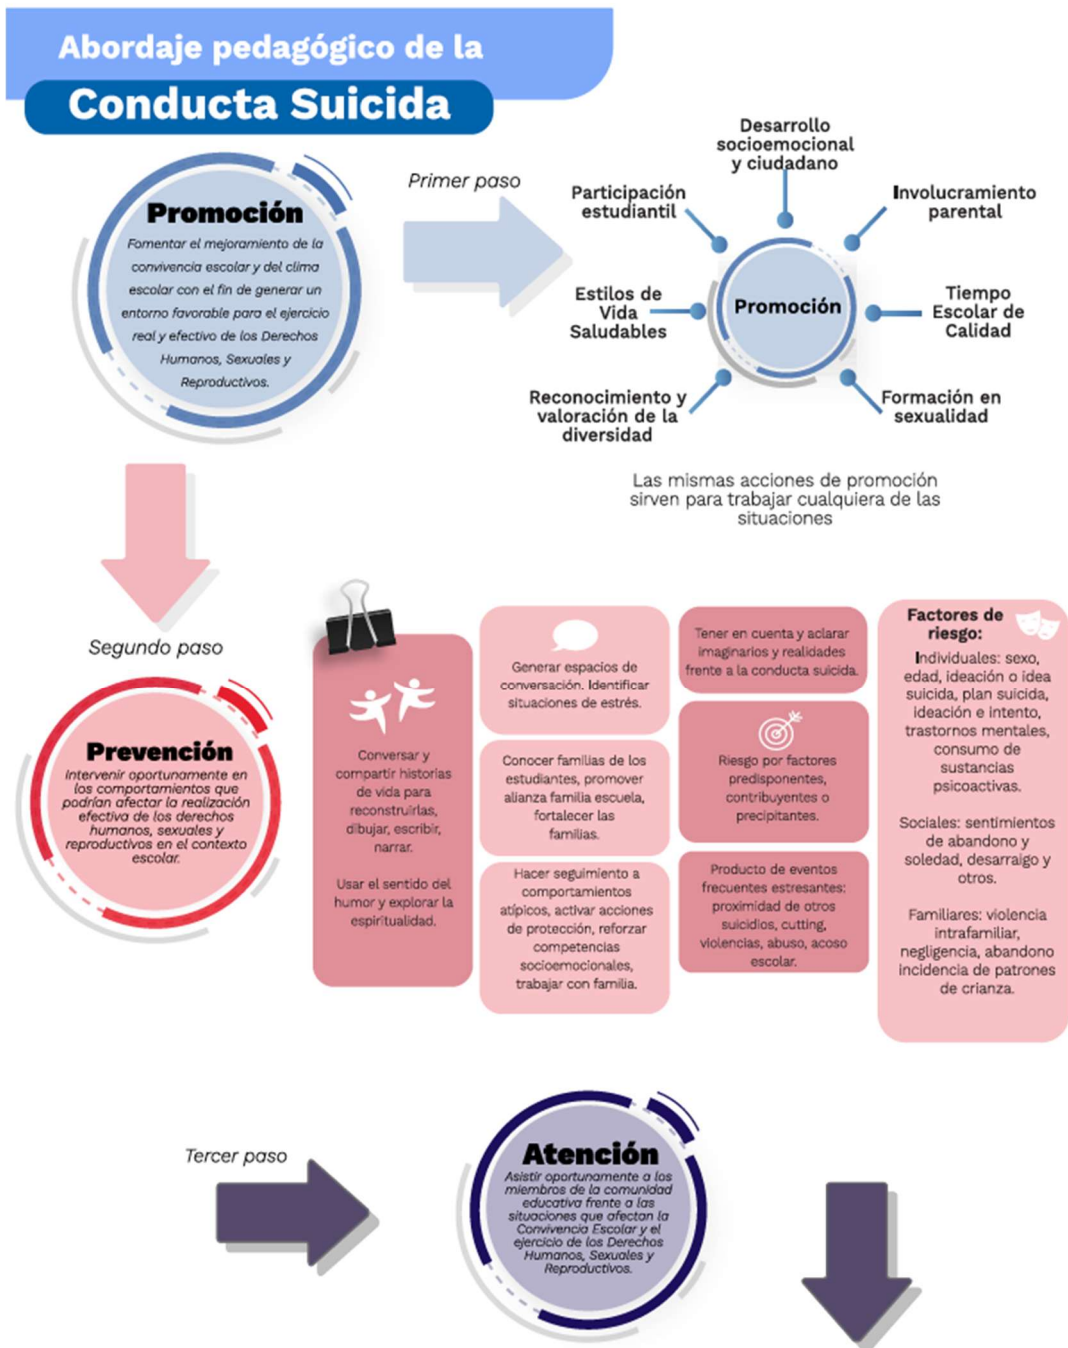 Abordaje pedagógico de la
Conducta Suicida
Promoción
Fomentar el mejoramiento de la
convivencia escolar y del clima
escolar con el fin de generar un
entorno favorable para el ejercicio
real y efectivo de los Derechos
Humanos, Sexuales y
Reproductivos.
Primer paso
Desarrollo
socioemocional
y ciudadano
Participación
estudiantil
Involucramiento
parental
Estilos de
Vida
Saludables
Promoción
Tiempo
Escolar de
Calidad
Reconocimiento y
valoración de la
diversidad
Formación en
sexualidad
Las mismas acciones de promoción
sirven para trabajar cualquiera de las
situaciones
Segundo paso
Prevención
Intervenir oportunamente en
los comportamientos que
podrían afectar la realización
efectiva de los derechos
humanos, sexuales y
reproductivos en el contexto
escolar.
Conversar y
compartir historias
de vida para
reconstruirlas,
dibujar, escribir,
narrar.
Usar el sentido del
humor y explorar la
espiritualidad.
Generar espacios de
conversación. Identificar
situaciones de estrés.
Conocer familias de los
estudiantes, promover
alianza familia escuela,
fortalecer las
familias.
Hacer seguimiento a
comportamientos
atípicos, activar acciones
de protección, reforzar
competencias
socioemocionales,
trabajar con familia.
Tener en cuenta y aclarar
imaginarios y realidades
frente a la conducta suicida.
Riesgo por factores
predisponentes,
contribuyentes o
precipitantes.
Producto de eventos
frecuentes estresantes:
proximidad de otros
suicidios, cutting,
violencias, abuso, acoso
escolar.
Factores de
riesgo:
Individuales: sexo,
edad, ideación o idea
suicida, plan suicida,
ideación e intento,
trastornos mentales,
consumo de
sustancias
psicoactivas.
Sociales: sentimientos
de abandono y
soledad, desarraigo y
otros.
Familiares: violencia
intrafamiliar,
negligencia, abandono
incidencia de patrones
de crianza.
Tercer paso
Atención
Asistir oportunamente a los
miembros de la comunidad
educativa frente a las
situaciones que afectan la
Convivencia Escolar y el
ejercicio de los Derechos
Humanos, Sexuales y
Reproductivos.